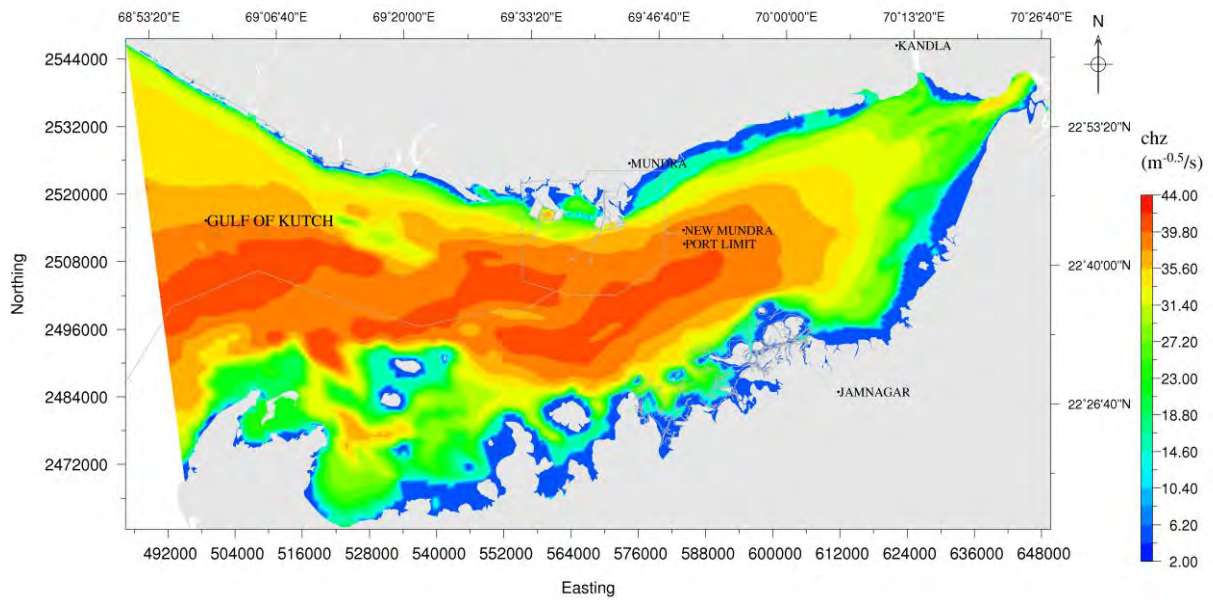 68°53'20"E 69°06'40"E 69°20'00"E 69°33'20"E 69°46'40"E 70°00'00"E 70°13'20"E 70°26'40"E
N
KANDLA
2544000
2532000
22°53'20"N
chz
(m-0.5/s)
MUNDRA
2520000
44.00
GULF OF KUTCH
NEW MUNDRA
PORT LIMIT
39.80
2508000
22°40'00"N
35.60
Northing
31.40
2496000
27.20
23.00
2484000
JAMNAGAR
22°26'40"N
18.80
14.60
2472000
10.40
6.20
2.00
492000 504000 516000 528000 540000 552000 564000 576000 588000 600000 612000 624000 636000 648000
Easting